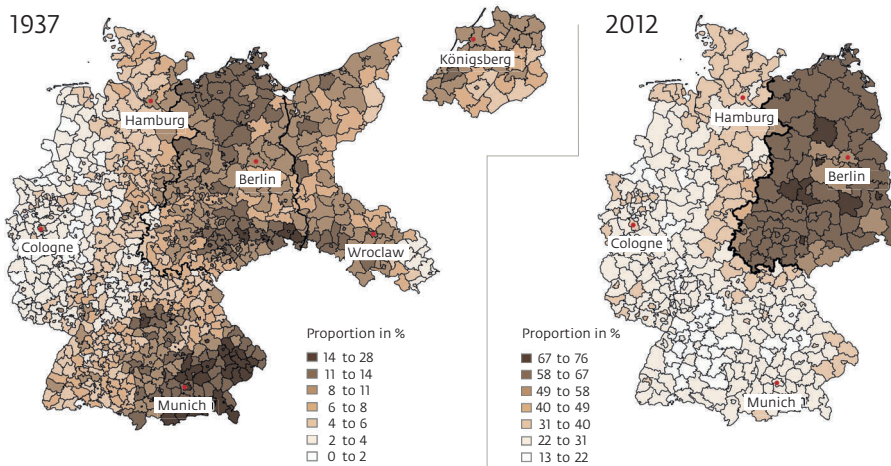 1937
Königsberg
Hamburg
Berlin
Cologne
Wroclaw
Munich
Proportion in %
14 to 28
11 to 14
8 to 11
6 to 8
4 to 6
2 to 4
0 to 2
2012
Hamburg
Berlin
Cologne
Munich
Proportion in %
67 to 76
58 to 67
49 to 58
40 to 49
31 to 40
22 to 31
13 to 22